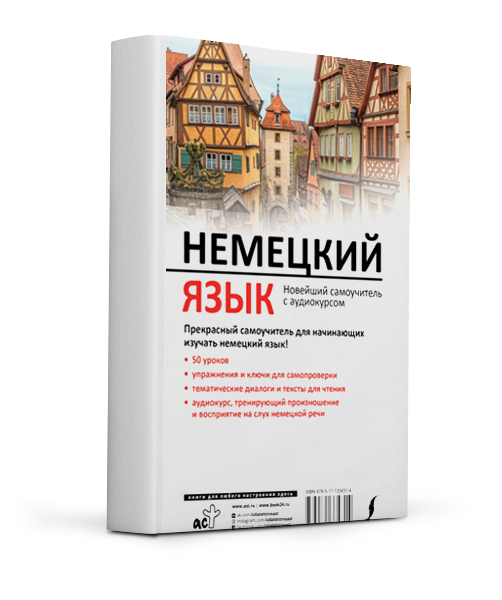 НЕМЕЦКИЙ
ЯЗЫК
Новейший самоучитель
с аудиокурсом
Прекрасный самоучитель для начинающих
изучать немецкий язык!
• 50 уроков
• упражнения и ключи для самопроверки
• тематические диалоги и тексты для чтения
• аудиокурс, тренирующий произношение
и восприятие на слух немецкой речи
книги для любого настроения здесь
www.ast.ru | www.book24.ru
аст